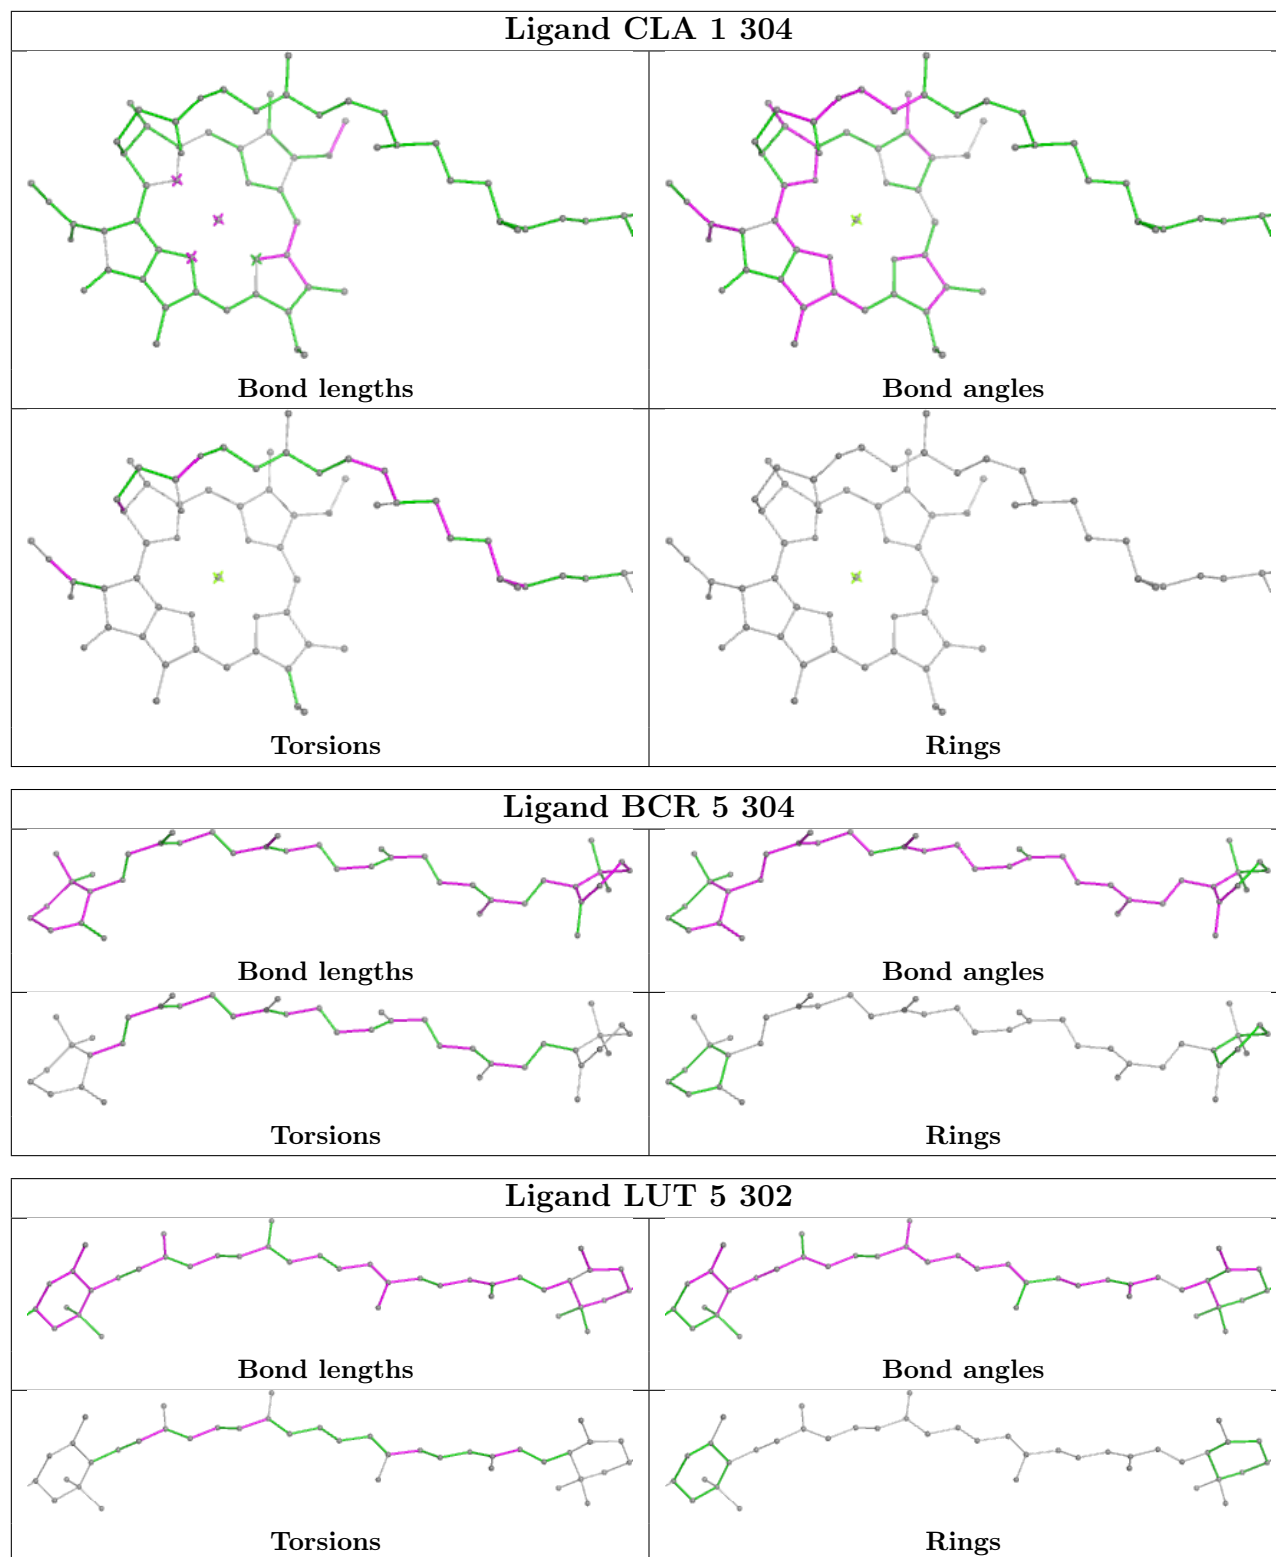 Ligand CLA 1 304
Bond lengths
Bond angles
Torsions
Rings
Ligand BCR 5 304
Bond lengths
Bond angles
Torsions
Rings
Ligand LUT 5 302
Bond lengths
Bond angles
Torsions
Rings